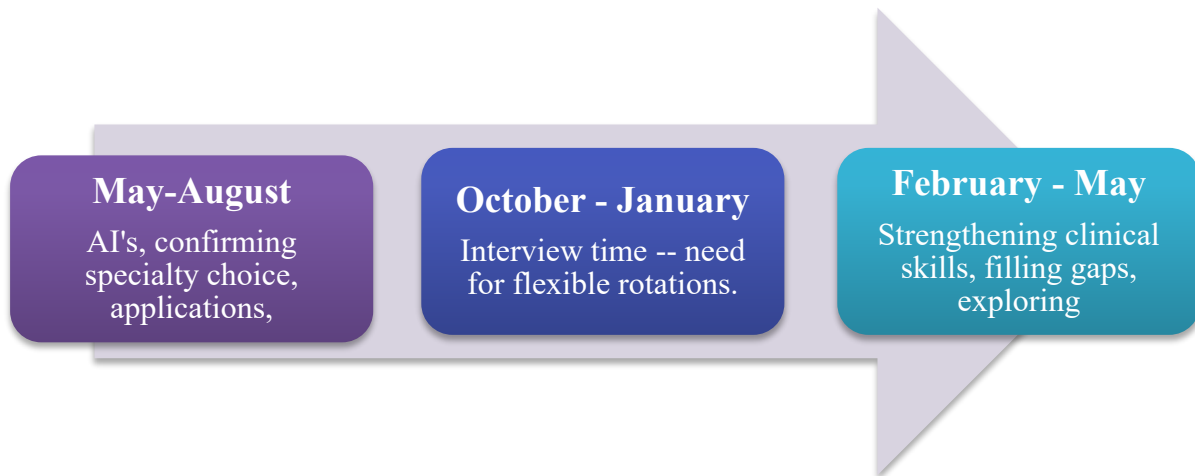 May-August
AI's, confirming
specialty choice,
applications,
October - January
Interview time -- need
for flexible rotations.
February - May
Strengthening clinical
skills, filling gaps,
exploring